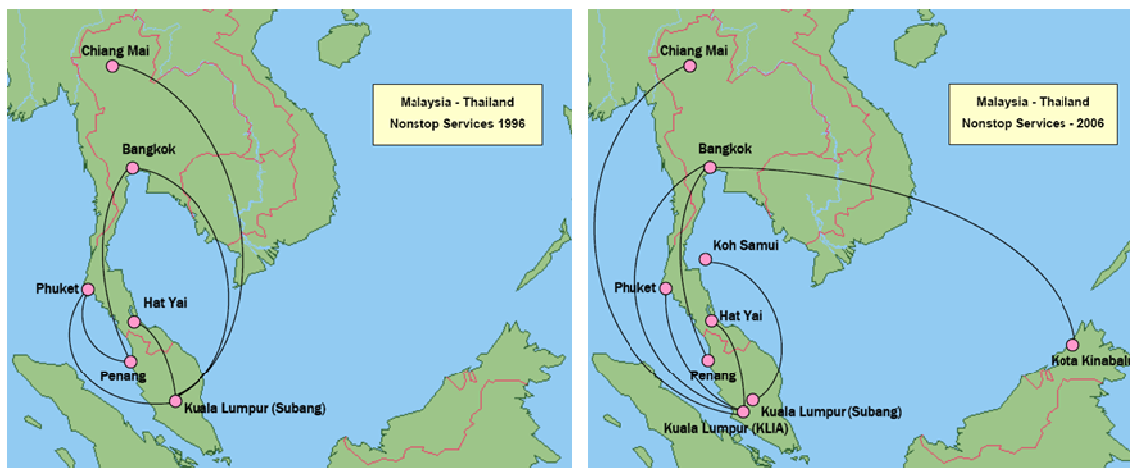 Chiang Mai
Malaysia - Thailand
Nonstop Services 1996
Bangkok
Phuket
Hat Yai
Penang
Kuala Lumpur (Subang)
Chiang Mai
Malaysia - Thailand
Nonstop Services - 2006
Bangkok
Koh Samui
Phuket
Hat Yai
Penang
Kota Kinabalu
Kuala Lumpur (Subang)
Kuala Lumpur (KLIA)